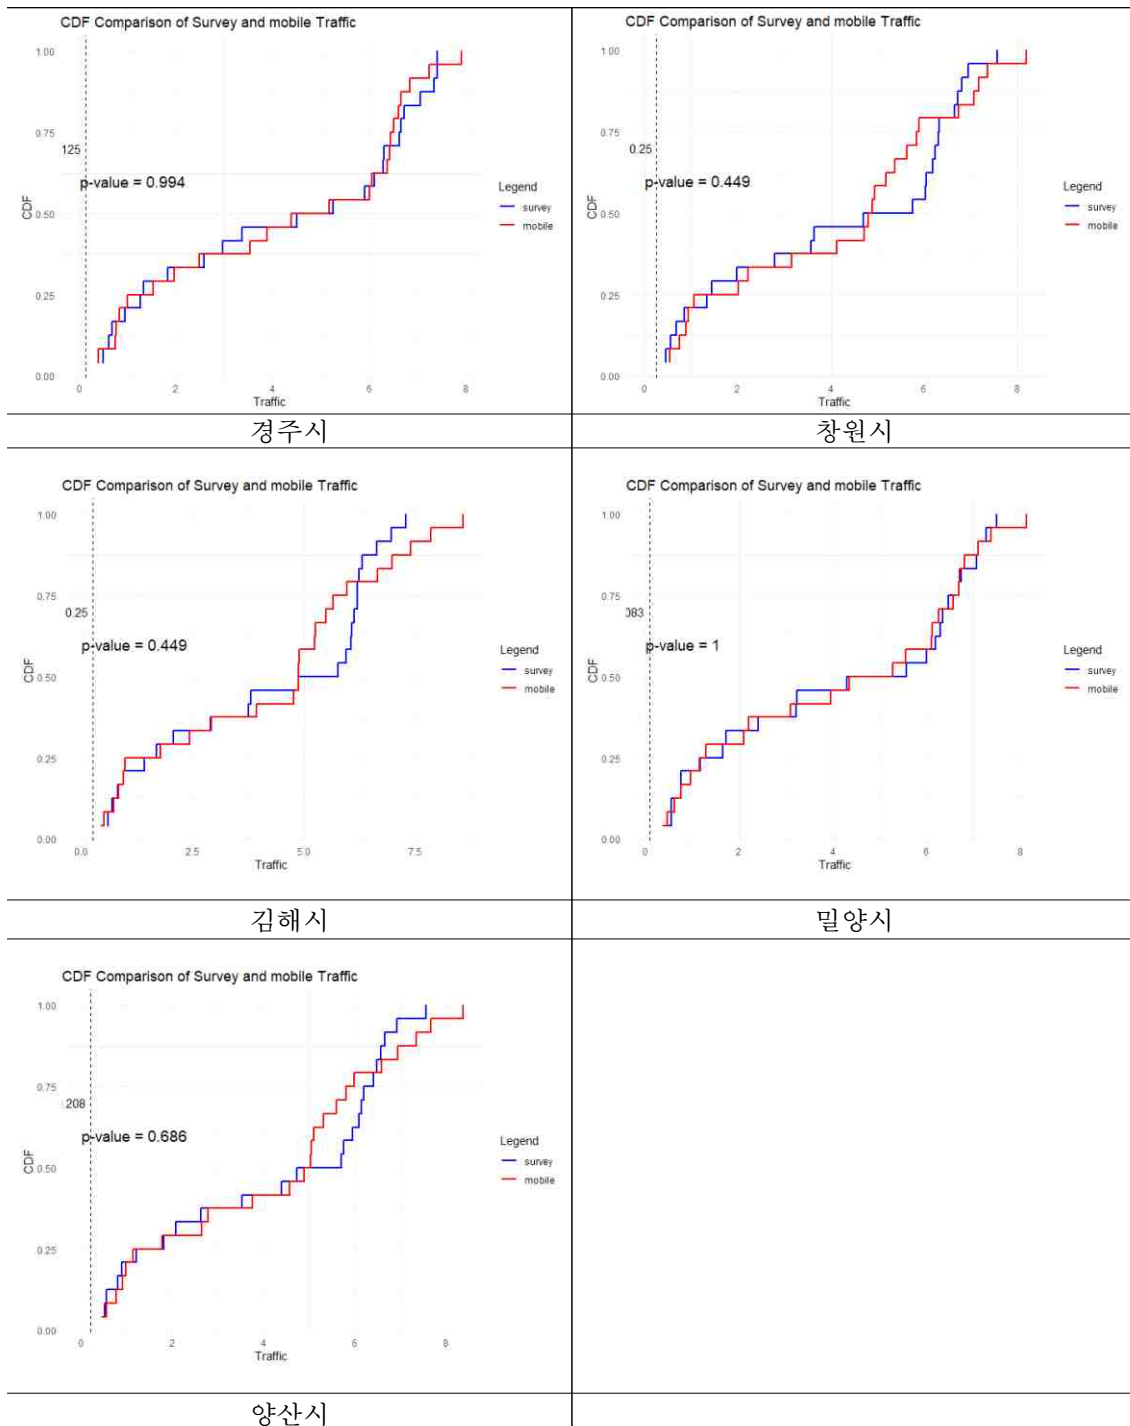 CDF Comparison of Survey and mobile Traffic
1.00
0.75
125
p-value = 0.994
CDF
0.50
0.25
0.00
0 2 4 6 8
Traffic
Legend
survey
mobile
경주시
CDF Comparison of Survey and mobile Traffic
1.00
0.75
0.25
p-value = 0.449
CDF
0.50
0.25
0.00
0 2 4 6 8
Traffic
Legend
survey
mobile
창원시
CDF Comparison of Survey and mobile Traffic
1.00
0.75
0.25
p-value = 0.449
CDF
0.50
0.25
0.00
0.0 2.5 5.0 7.5
Traffic
Legend
survey
mobile
김해시
CDF Comparison of Survey and mobile Traffic
1.00
0.75
083
p-value = 1
CDF
0.50
0.25
0.00
0 2 4 6 8
Traffic
Legend
survey
mobile
밀양시
CDF Comparison of Survey and mobile Traffic
1.00
0.75
.208
p-value = 0.686
CDF
0.50
0.25
0.00
0 2 4 6 8
Traffic
Legend
survey
mobile
양산시